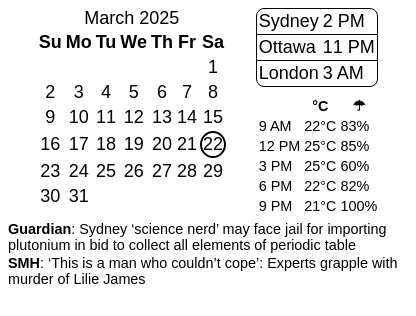 March 2025
Su Mo Tu We Th Fr Sa
1
2 3 4 5 6 7 8
9 10 11 12 13 14 15
16 17 18 19 20 21 22
23 24 25 26 27 28 29
30 31
Sydney 2 PM
Ottawa 11 PM
London 3 AM
°C ☂
9 AM 22°C 83%
12 PM 25°C 85%
3 PM 25°C 60%
6 PM 22°C 82%
9 PM 21°C 100%
Guardian: Sydney ‘science nerd’ may face jail for importing
plutonium in bid to collect all elements of periodic table
SMH: ‘This is a man who couldn’t cope’: Experts grapple with
murder of Lilie James